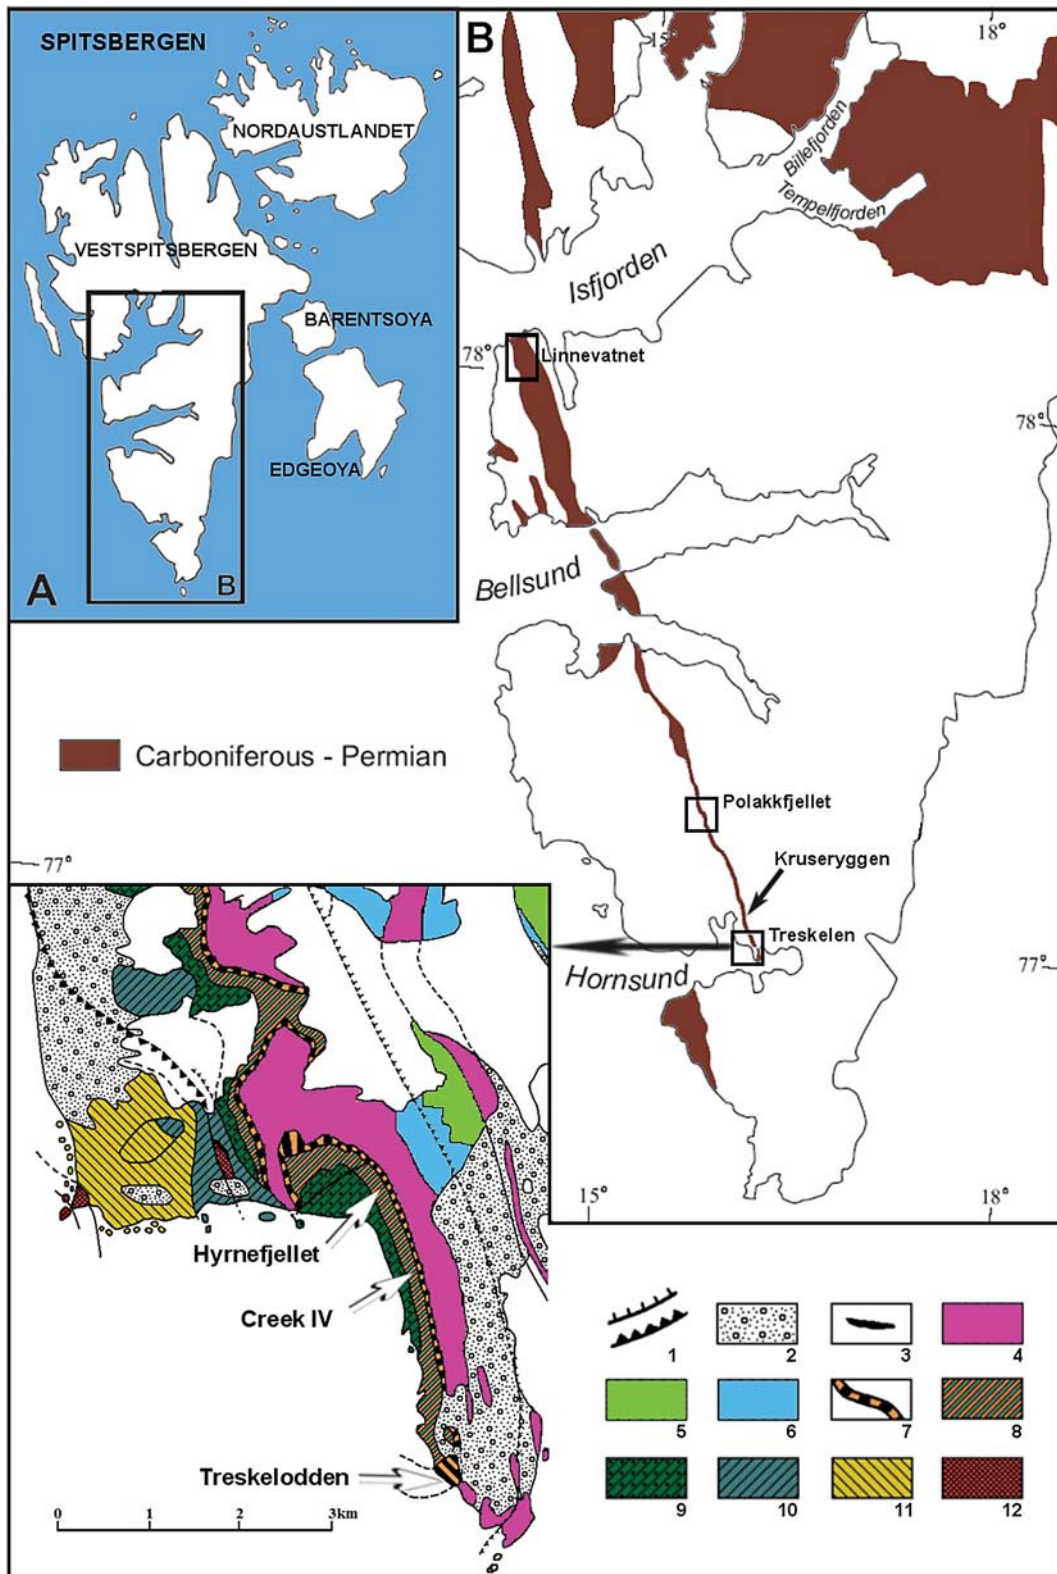 SPITSBERGEN
NORDAUSTLANDET
VESTSPITSBERGEN
BARENTSOYA
EDGEOYA
A
B
B
15°
18°
Billefjorden
Tempelfjorden
Isfjorden
78°
Linnevatnet
78°
Bellsund
Carboniferous - Permian
Polakkfjellet
Kruseryggen
77°
Treskelen
Hornsund
77°
15°
18°
Hyrnefjellet
Creek IV
Treskelodden
0 1 2 3km
1 2 3 4
5 6 7 8
9 10 11 12